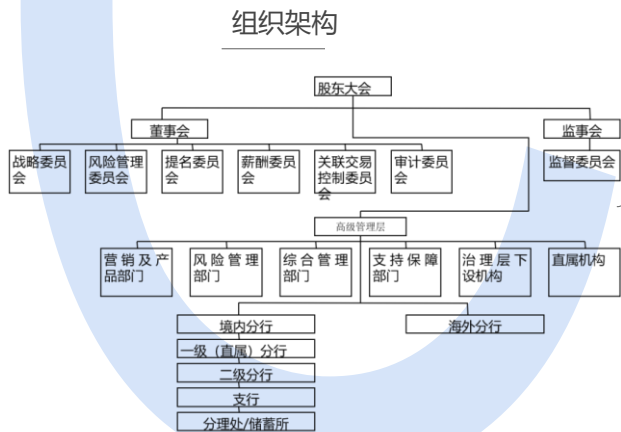 组织架构
股东大会
董事会
监事会
战略委员
会
风险管理
委员会
提名委员
会
薪酬委员
会
关联交易
控制委员
会
审计委员
会
监督委员会
高级管理层
营销及产
品部门
风险管理
部门
综合管理
部门
支持保障
部门
治理层下
设机构
直属机构
境内分行
海外分行
一级（直属）分行
二级分行
支行
分理处/储蓄所